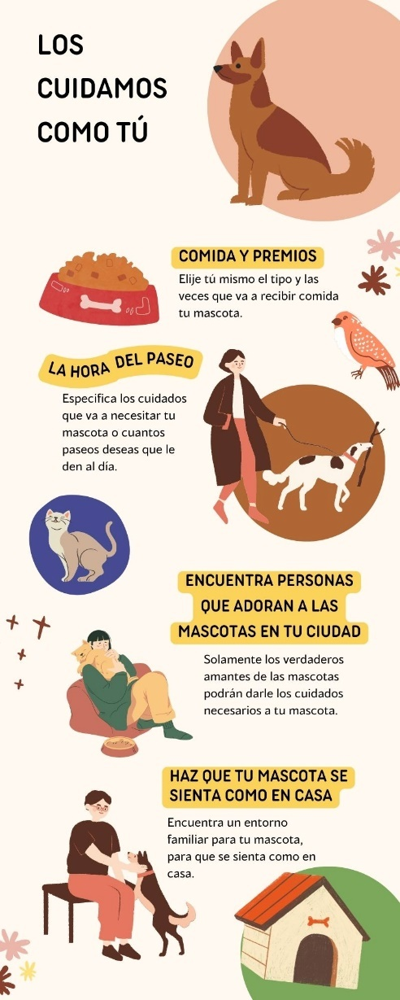 LOS
CUIDAMOS
COMO TÚ
COMIDA Y PREMIOS
Elije tú mismo el tipo y las
veces que va a recibir comida
tu mascota.
LA HORA DEL PASEO
Especifica los cuidados
que va a necesitar tu
mascota o cuantos
paseos deseas que le
den al día.
ENCUENTRA PERSONAS
QUE ADORAN A LAS
MASCOTAS EN TU CIUDAD
Solamente los verdaderos
amantes de las mascotas
podrán darle los cuidados
necesarios a tu mascota.
HAZ QUE TU MASCOTA SE
SIENTA COMO EN CASA
Encuentra un entorno
familiar para tu mascota,
para que se sienta como en
casa.